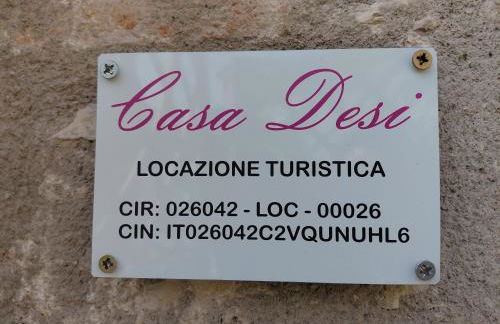 Casa Desi
LOCAZIONE TURISTICA
CIR: 026042 - LOC - 00026
CIN: IT026042C2VQUNUHL6